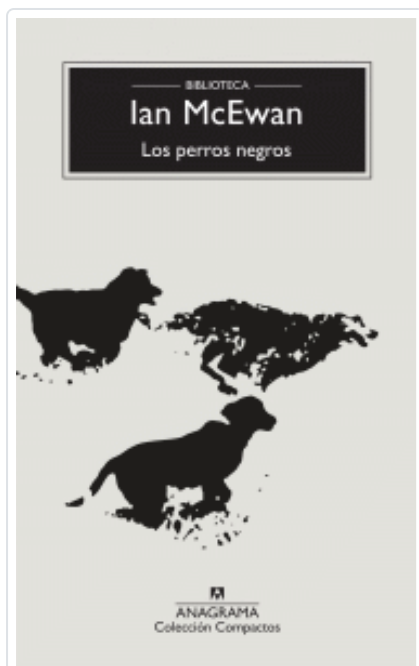 BIBLIOTECA
Ian McEwan
Los perros negros
ANAGRAMA
Colección Compactos